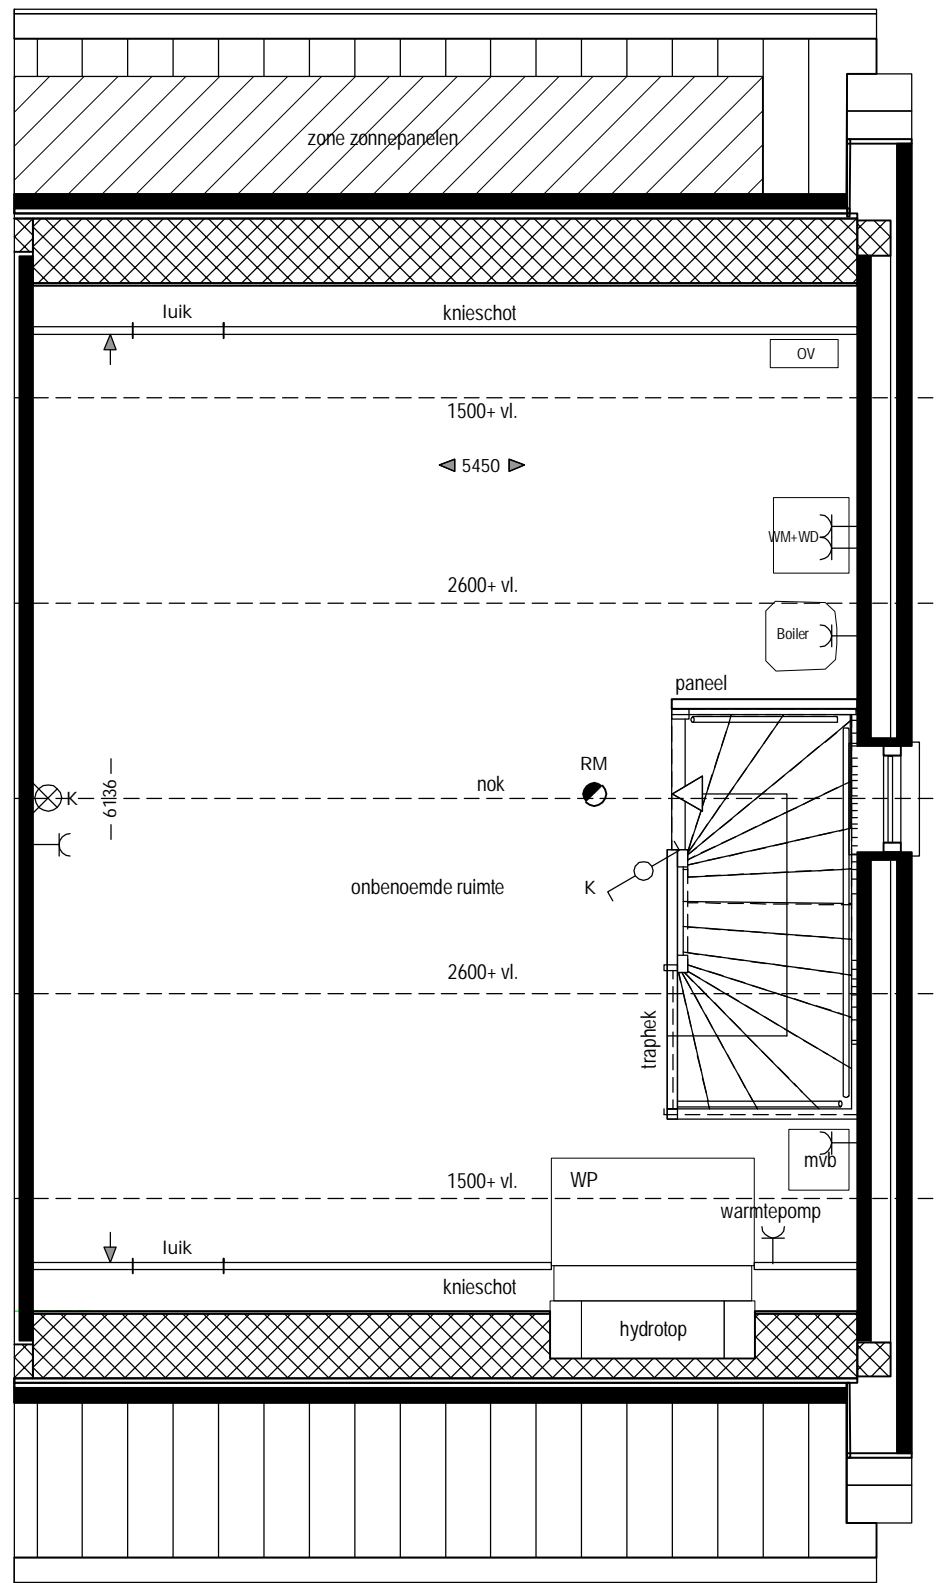 zone zonnepanelen
luik
knieschot
OV
1500+ vl.
5450
WM+WD
2600+ vl.
Boiler
paneel
RM
nok
K
6136
K
onbenoemde ruimte
2600+ vl.
traphek
mvb
1500+ vl.
WP
warmtepomp
luik
knieschot
hydrotop